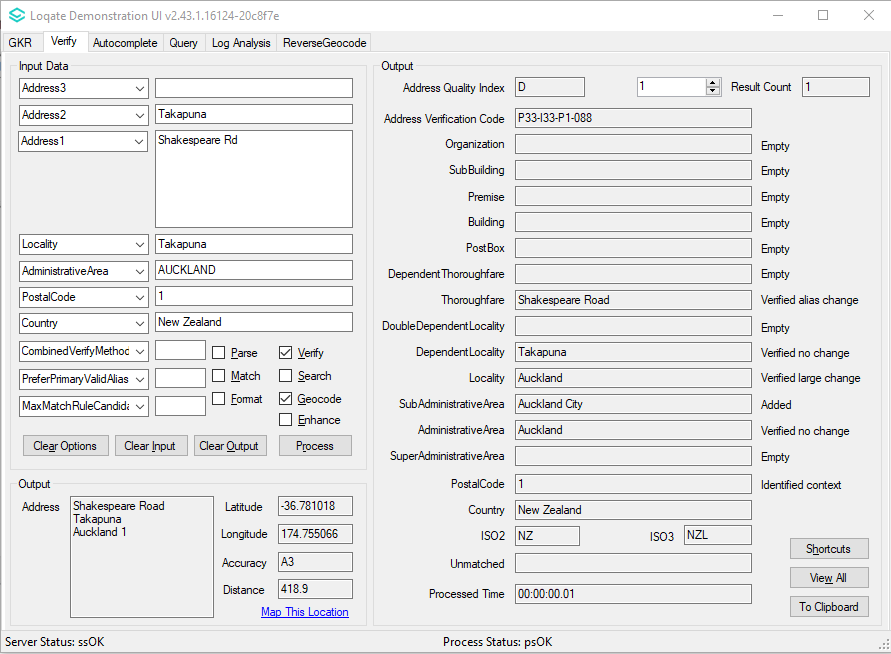 Loqate Demonstration UI v2.43.1.16124-20c8f7e
GKR Verify Autocomplete Query Log Analysis ReverseGeocode
Input Data
Address3
Address2 Takapuna
Address1 Shakespeare Rd
Locality Takapuna
AdministrativeArea AUCKLAND
PostalCode 1
Country New Zealand
CombinedVerifyMethod Parse Verify
PreferPrimaryValidAlias Match Search
MaxMatchRuleCandida Format Geocode
Enhance
Clear Options Clear Input Clear Output Process
Output
Address Shakespeare Road
Takapuna
Auckland 1
Latitude -36.781018
Longitude 174.755066
Accuracy A3
Distance 418.9
Map This Location
Output
Address Quality Index D 1 Result Count 1
Address Verification Code P33-I33-P1-088
Organization Empty
SubBuilding Empty
Premise Empty
Building Empty
PostBox Empty
DependentThoroughfare Empty
Thoroughfare Shakespeare Road Verified alias change
DoubleDependentLocality Empty
DependentLocality Takapuna Verified no change
Locality Auckland Verified large change
SubAdministrativeArea Auckland City Added
AdministrativeArea Auckland Verified no change
SuperAdministrativeArea Empty
PostalCode 1 Identified context
Country New Zealand
ISO2 NZ ISO3 NZL
Unmatched
Processed Time 00:00:00.01
Shortcuts
View All
To Clipboard
Server Status: ssOK Process Status: psOK